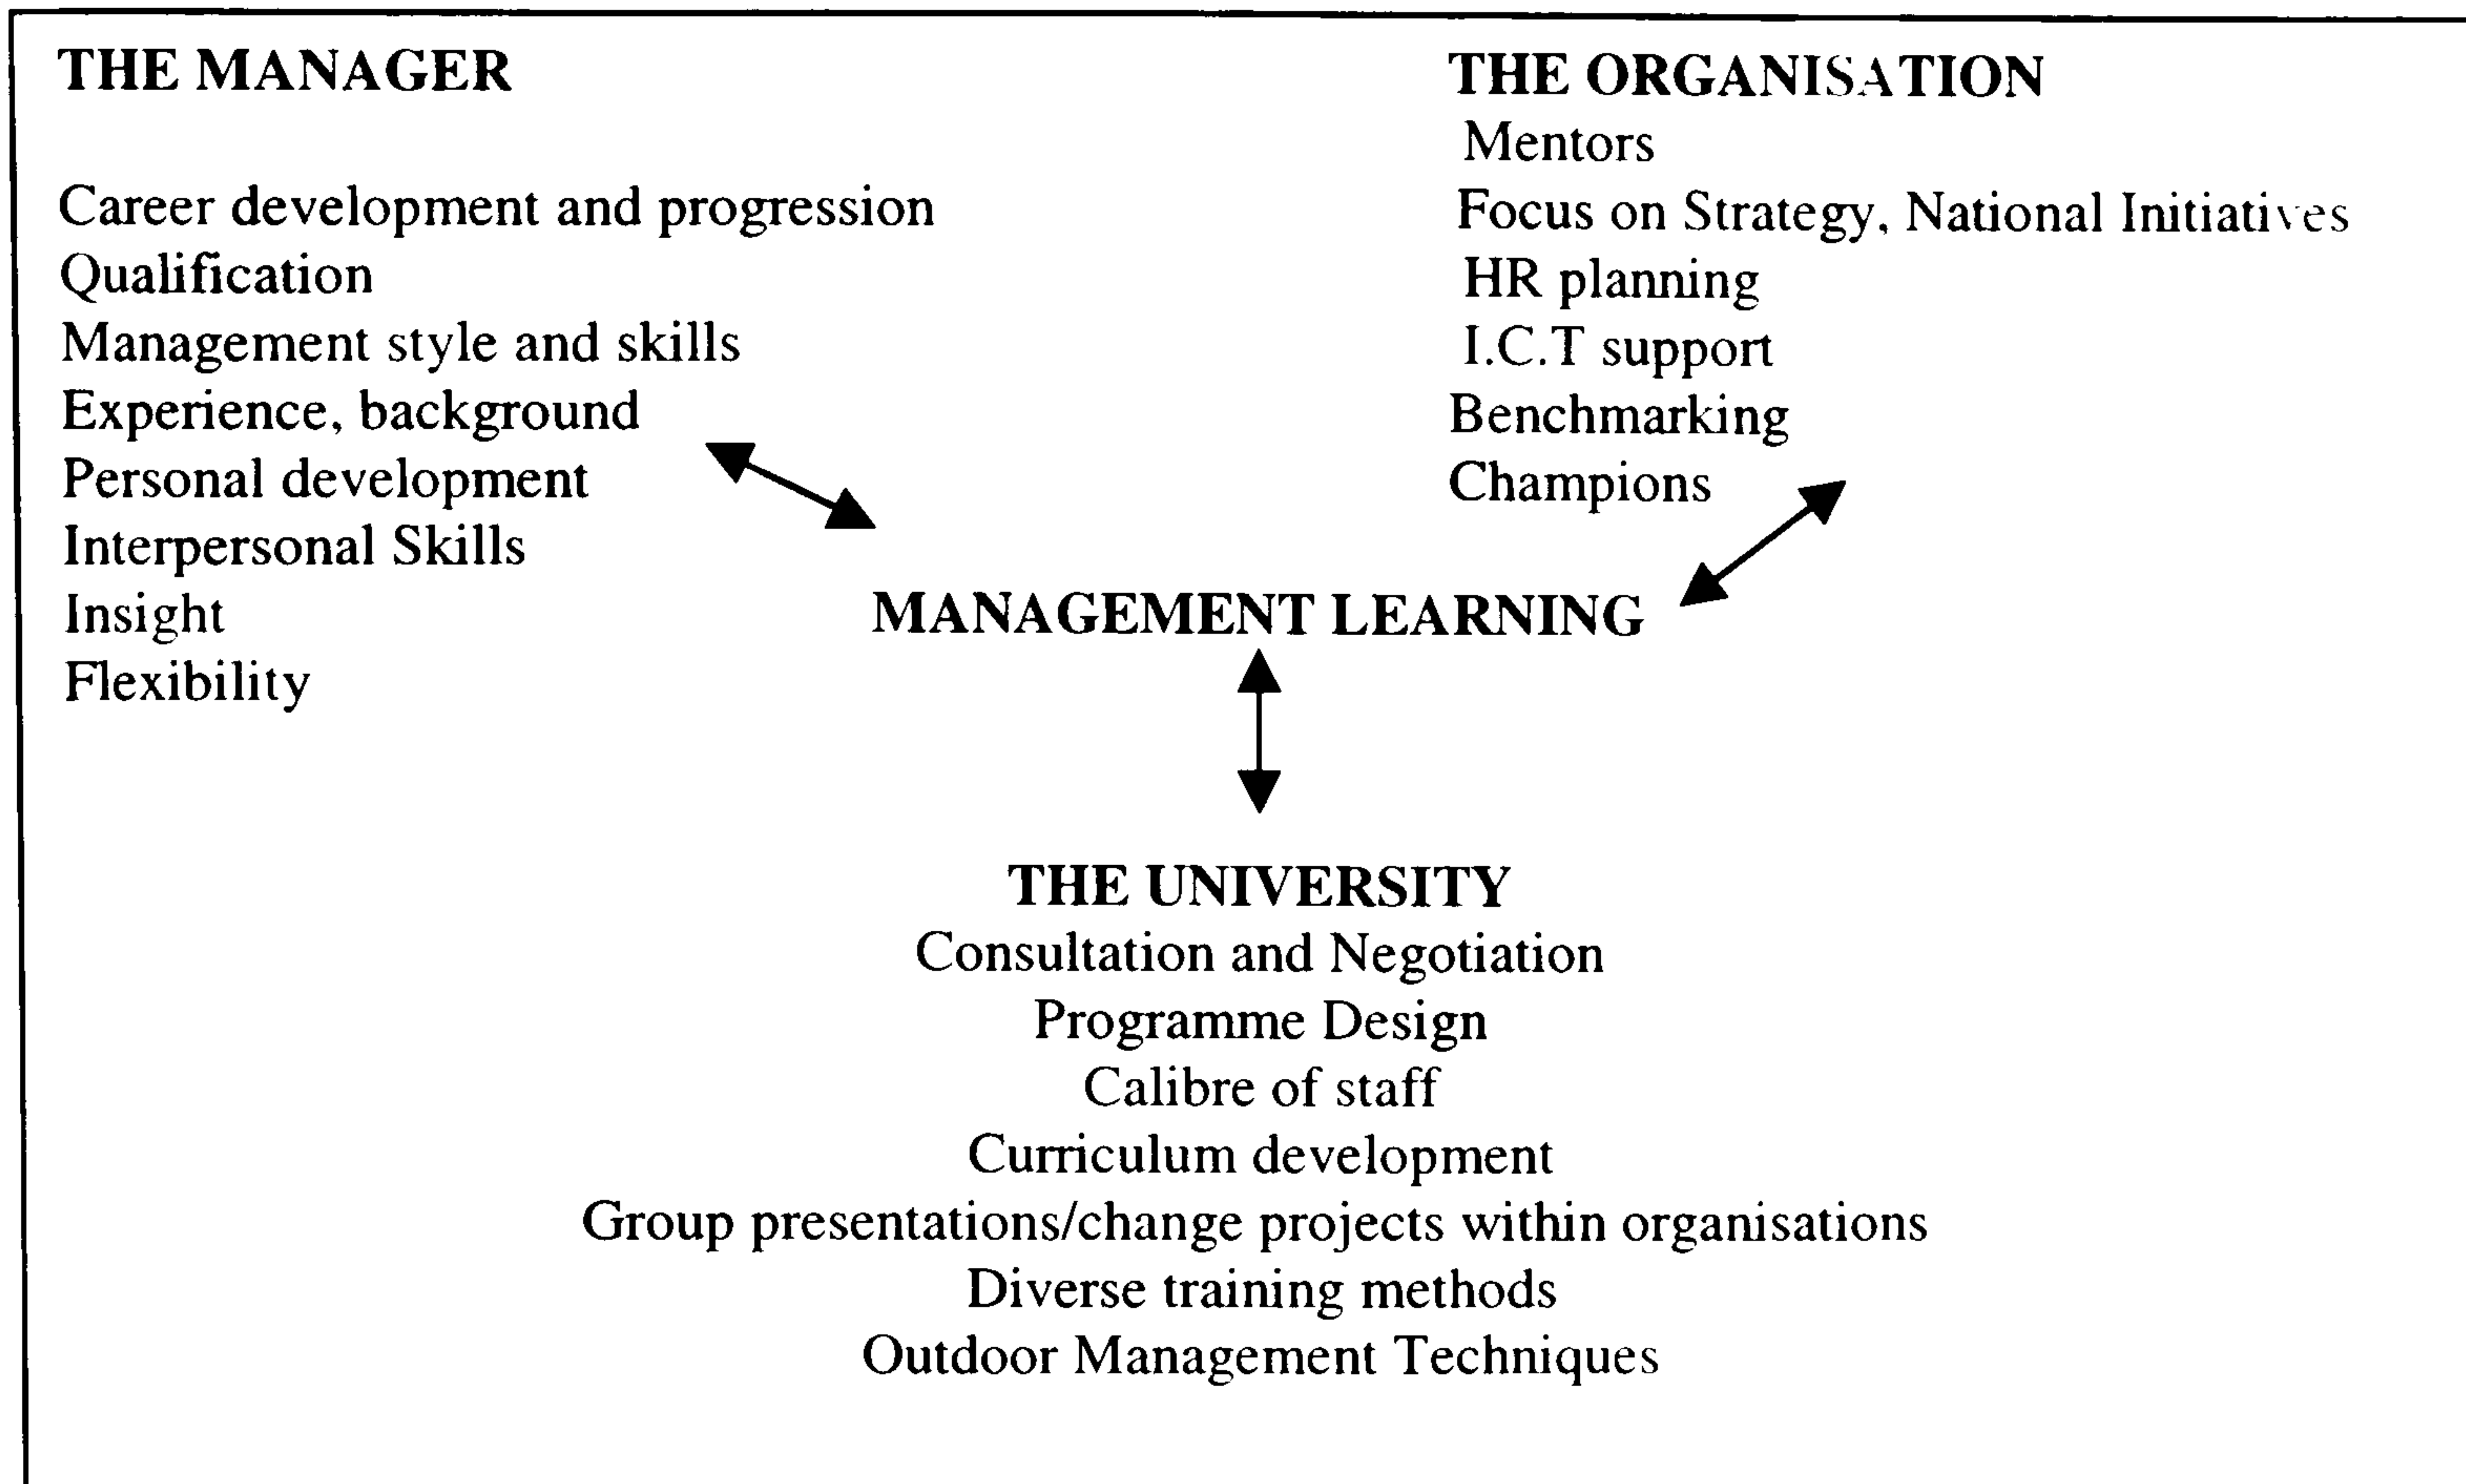 THE MANAGER
Career development and progression
Qualification
Management style and skills
Experience, background
Personal development
Interpersonal Skills
Insight
Flexibility
THE ORGANISATION
Mentors
Focus on Strategy, National Initiatives
HR planning
I.C.T support
Benchmarking
Champions
MANAGEMENT LEARNING
THE UNIVERSITY
Consultation and Negotiation
Programme Design
Calibre of staff
Curriculum development
Group presentations/change projects within organisations
Diverse training methods
Outdoor Management Techniques